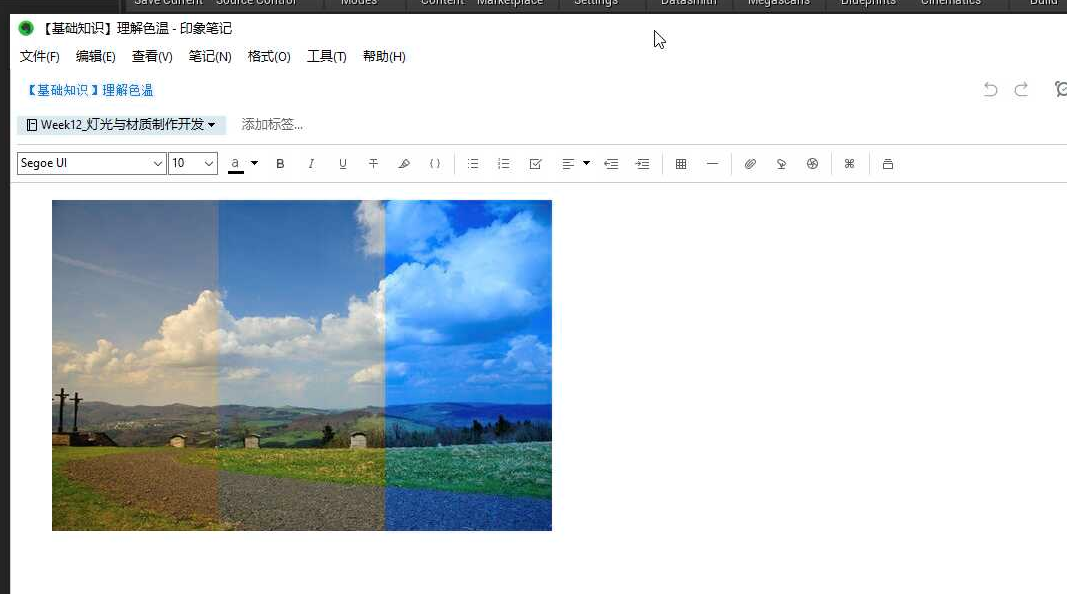 Save Current Source Control Modes Content Marketplace Settings Datasmith Megascans Blueprints Cinematics Build
【基础知识】理解色温 - 印象笔记
文件(F) 编辑(E) 查看(V) 笔记(N) 格式(O) 工具(T) 帮助(H)
【基础知识】理解色温
Week12_灯光与材质制作开发 添加标签...
Segoe UI 10 a B I U T